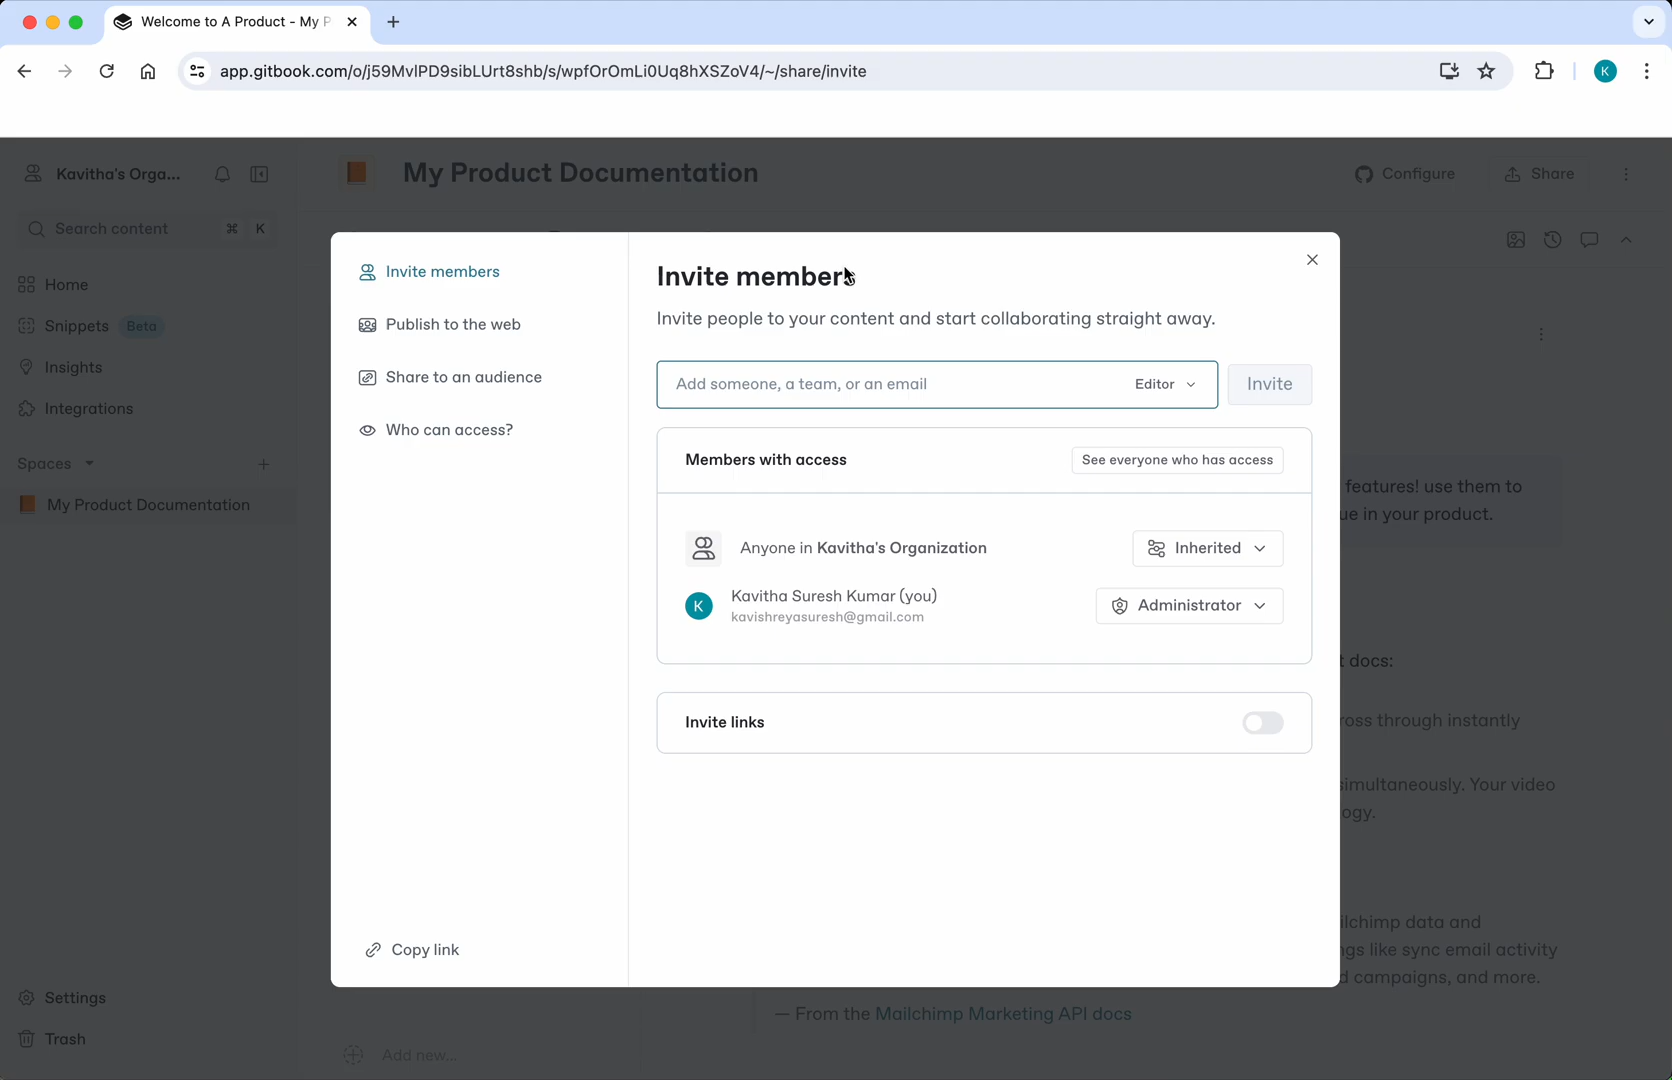 Welcome to A Product - My P
app.gitbook.com/o/j59MvlPD9sibLUrt8shb/s/wpfOrOmLi0Uq8hXSZoV4/~/share/invite
K
Kavitha's Orga...
My Product Documentation
Configure
Share
Search content
⌘ K
Home
Snippets Beta
Insights
Integrations
Spaces
My Product Documentation
Settings
Trash
Invite members
Publish to the web
Share to an audience
Who can access?
Copy link
Invite members
Invite people to your content and start collaborating straight away.
Add someone, a team, or an email
Editor
Invite
Members with access
See everyone who has access
Anyone in Kavitha's Organization
Inherited
K
Kavitha Suresh Kumar (you)
kavishreyasuresh@gmail.com
Administrator
Invite links
features! use them to
ue in your product.
t docs:
ross through instantly
simultaneously. Your video
ogy.
ilchimp data and
ngs like sync email activity
d campaigns, and more.
— From the Mailchimp Marketing API docs
Add new...